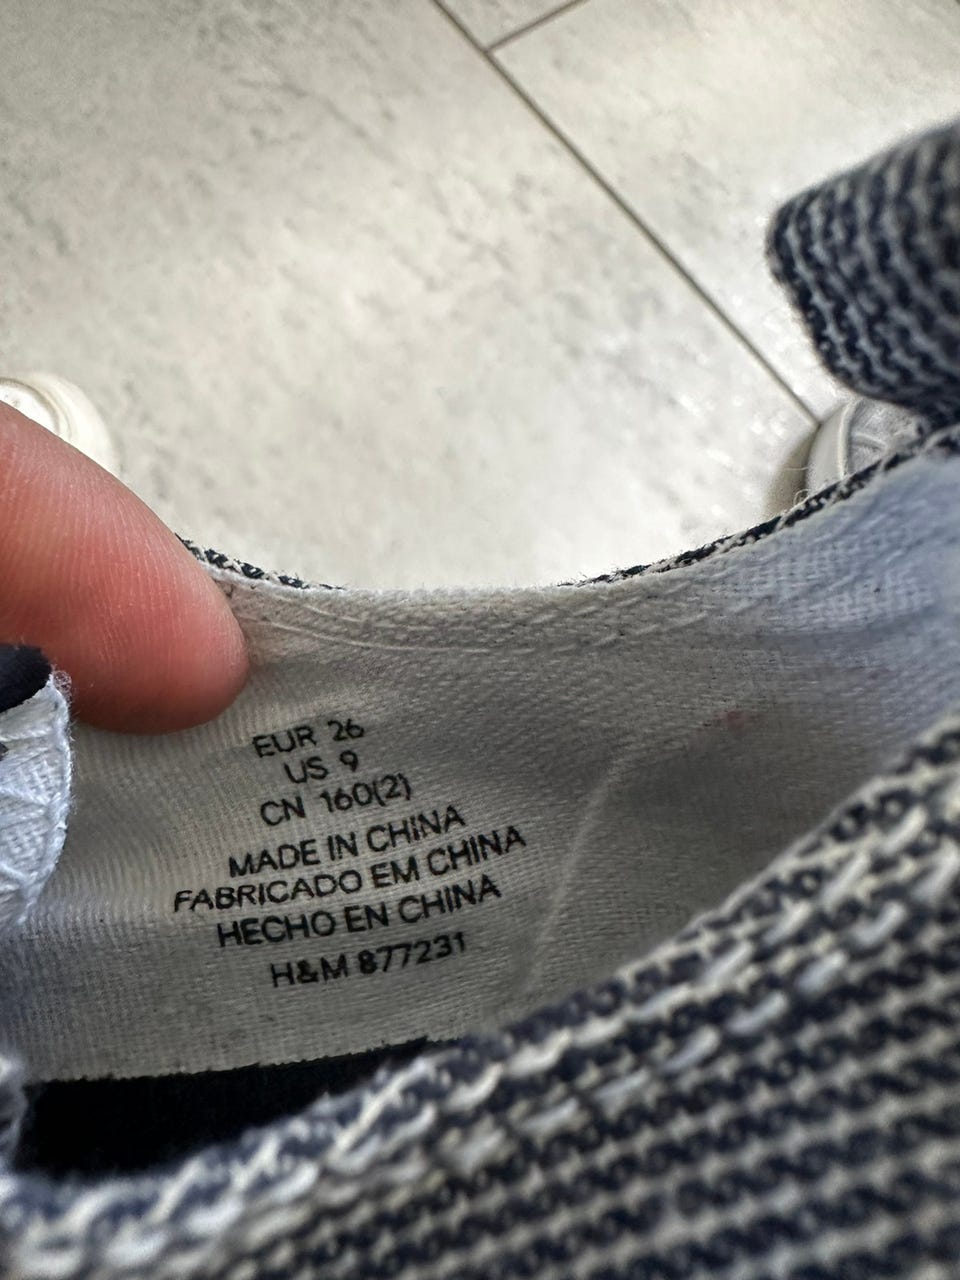 EUR 26
US 9
CN 160(2)
MADE IN CHINA
FABRICADO EM CHINA
HECHO EN CHINA
H&M 877231